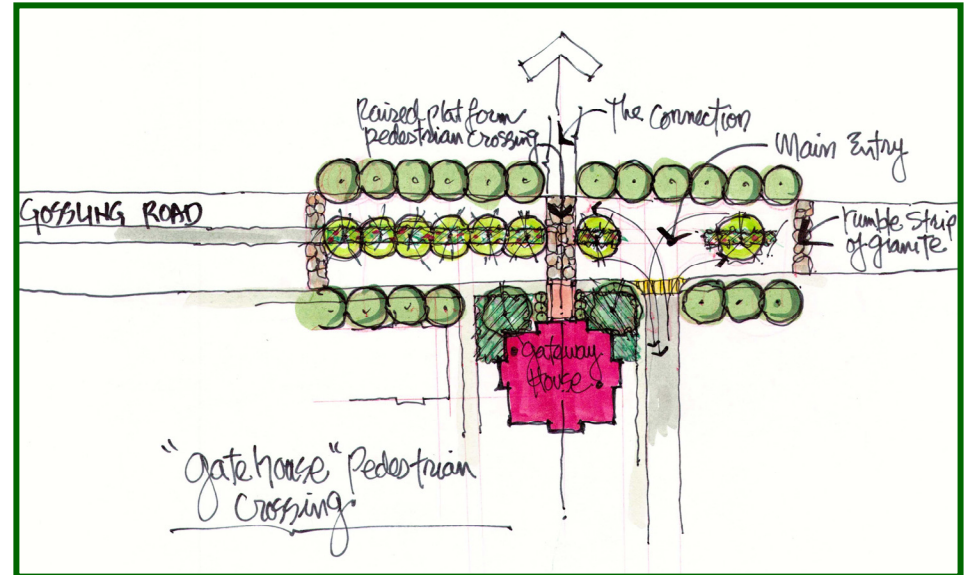 Raised platform
pedestrian crossing
The Connection
Main Entry
GOSSLING ROAD
rumble strip
of granite
gateway
House
"gatehouse" Pedestrian
Crossing.